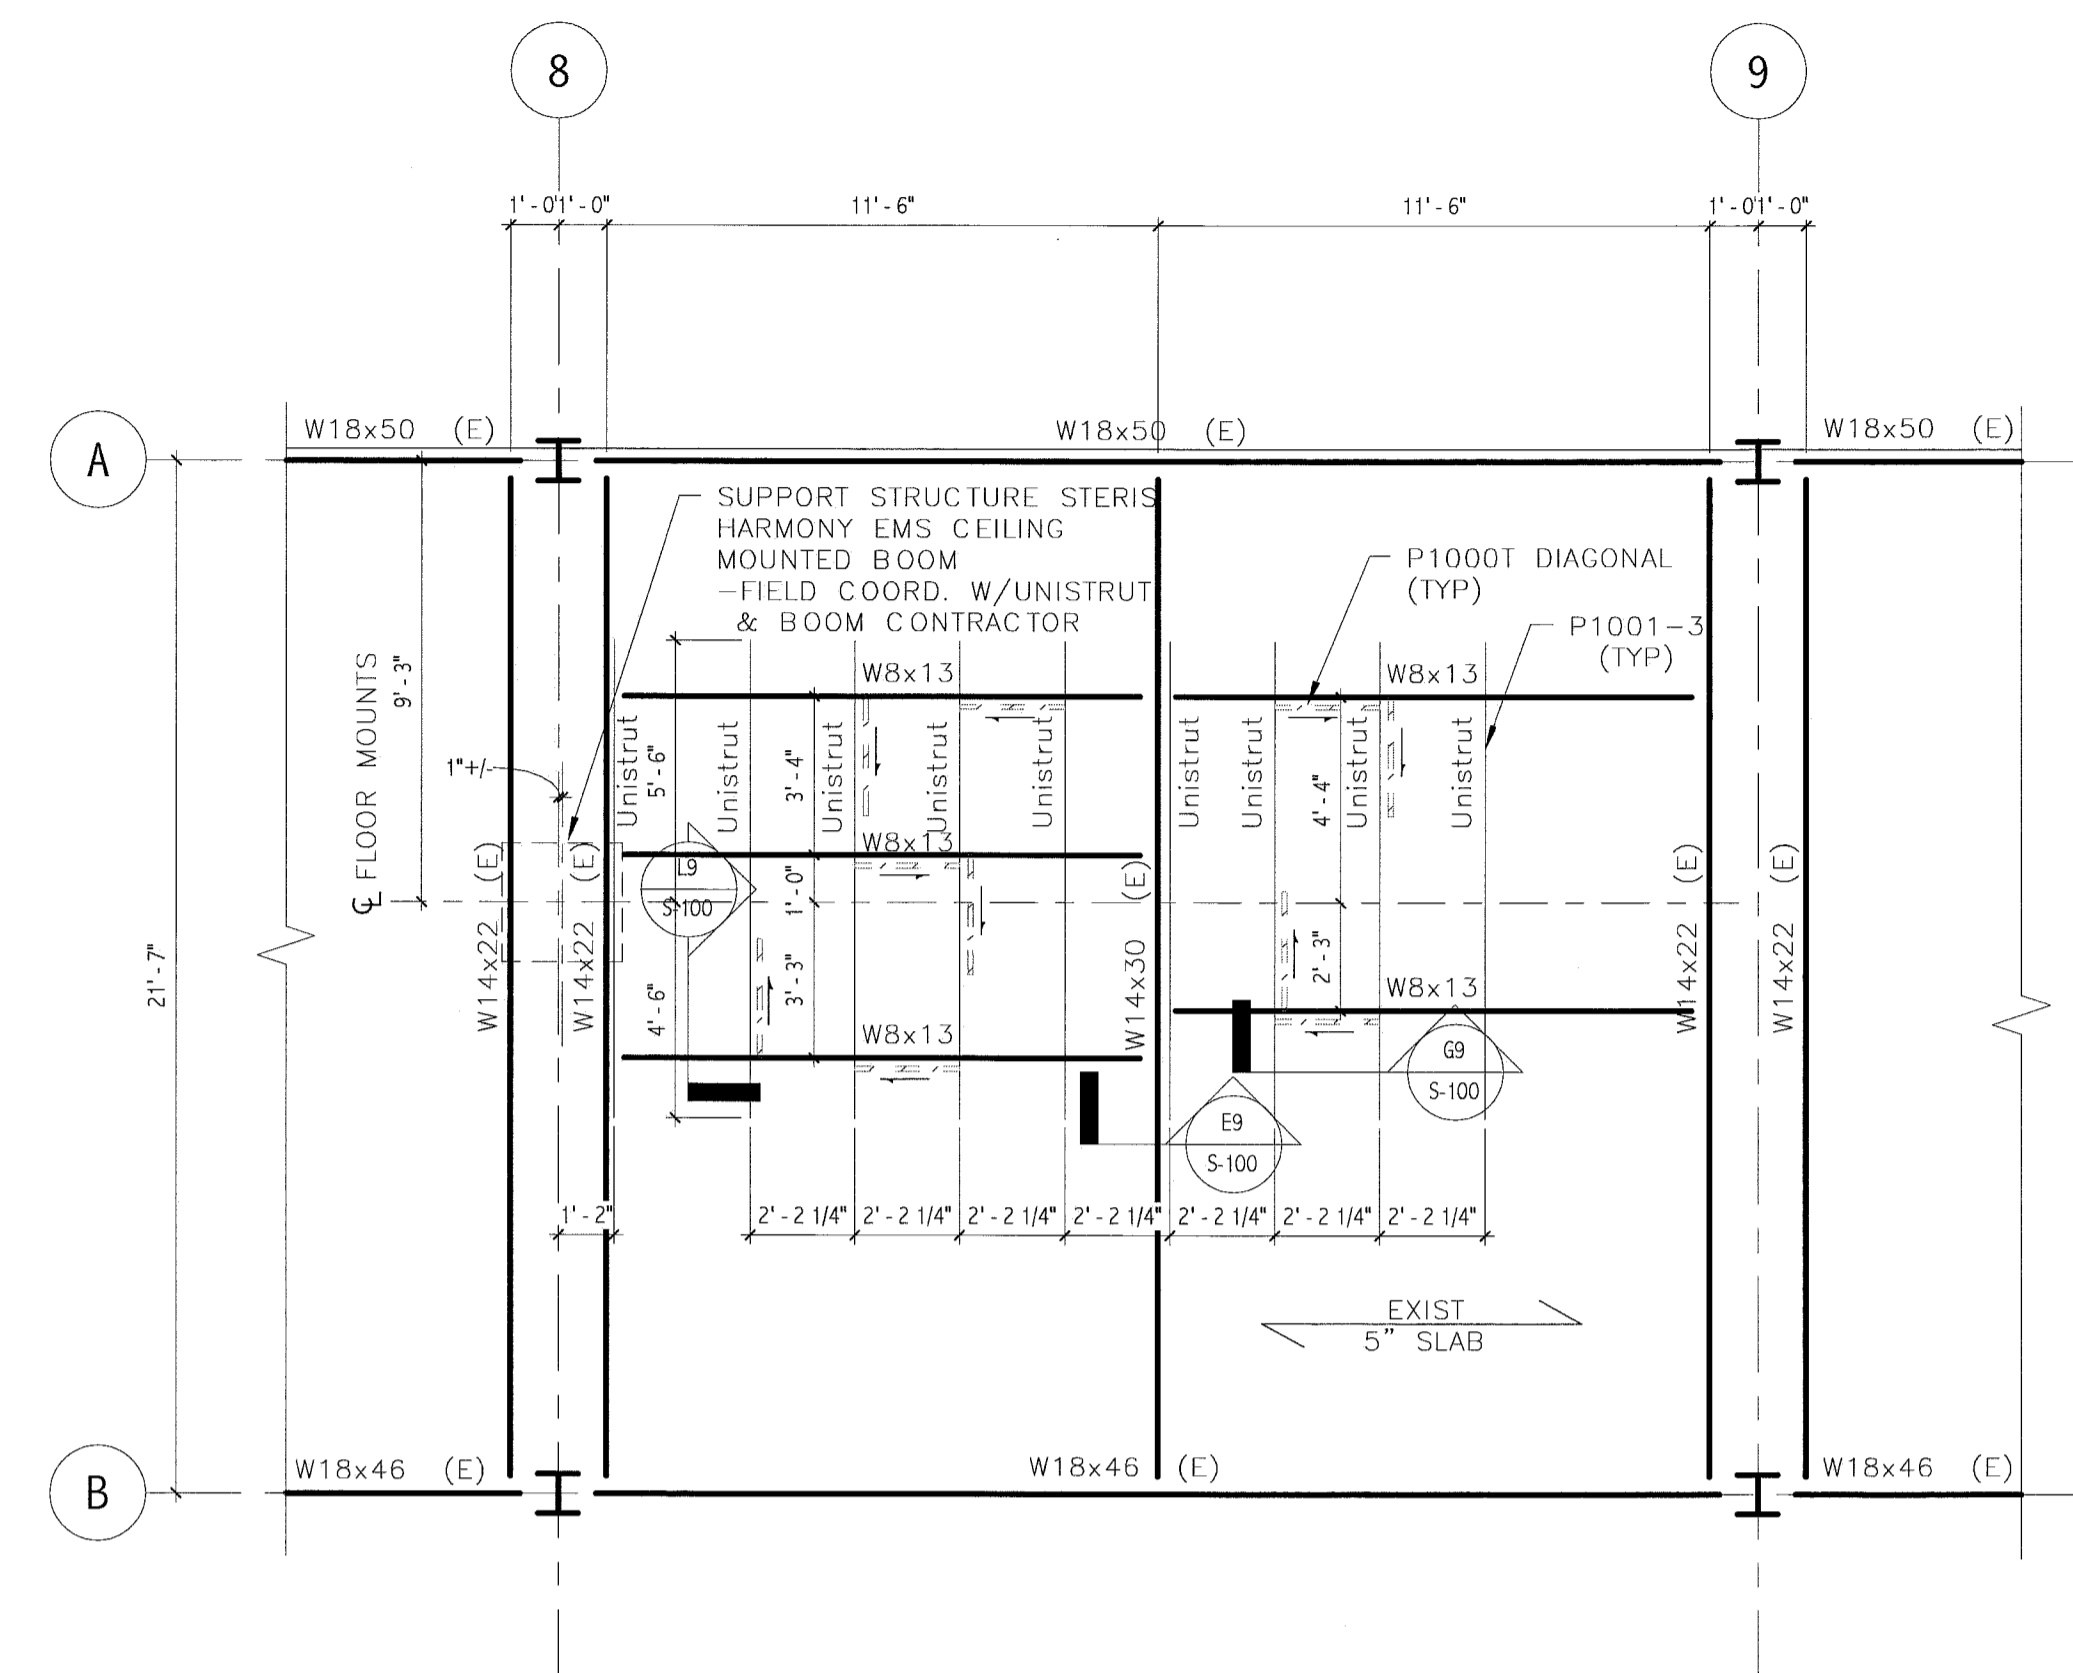 8
9
1'-0"
1'-0"
11'-6"
11'-6"
1'-0"
1'-0"
A
W18x50 (E)
W18x50 (E)
W18x50 (E)
SUPPORT STRUCTURE STERIS
HARMONY EMS CEILING
MOUNTED BOOM
-FIELD COORD. W/UNISTRUT
& BOOM CONTRACTOR
P1000T DIAGONAL
(TYP)
P1001-3
(TYP)
℄ FLOOR MOUNTS
9'-3"
1"+/-
21'-7"
W8x13
W8x13
Unistrut
5'-6"
Unistrut
3'-4"
Unistrut
Unistrut
Unistrut
Unistrut
Unistrut
4'-4"
Unistrut
Unistrut
W8x13
L9
S-100
1'-0"
W14x22 (E)
W14x22 (E)
4'-6"
3'-3"
W14x30 (E)
2'-3"
W8x13
W8x13
W14x22 (E)
W14x22 (E)
G9
S-100
E9
S-100
1'-2"
2'-2 1/4"
2'-2 1/4"
2'-2 1/4"
2'-2 1/4"
2'-2 1/4"
2'-2 1/4"
2'-2 1/4"
EXIST
5" SLAB
B
W18x46 (E)
W18x46 (E)
W18x46 (E)